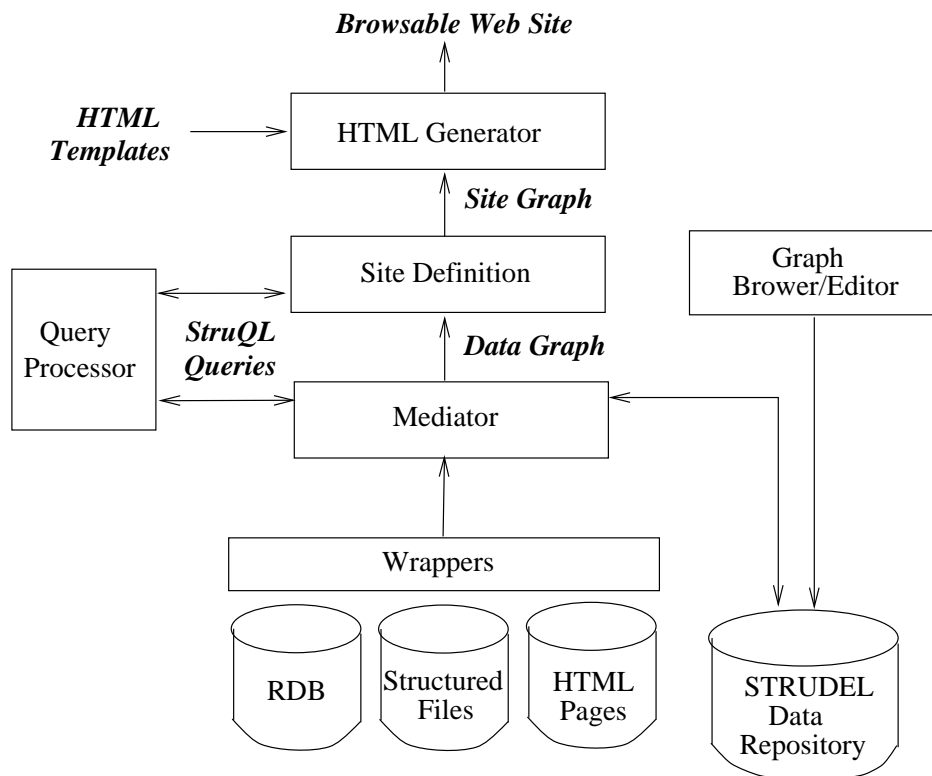 Browsable Web Site
HTML
Templates
HTML Generator
Site Graph
Site Definition
Graph
Brower/Editor
Query
Processor
StruQL
Queries
Data Graph
Mediator
Wrappers
RDB
Structured
Files
HTML
Pages
STRUDEL
Data
Repository